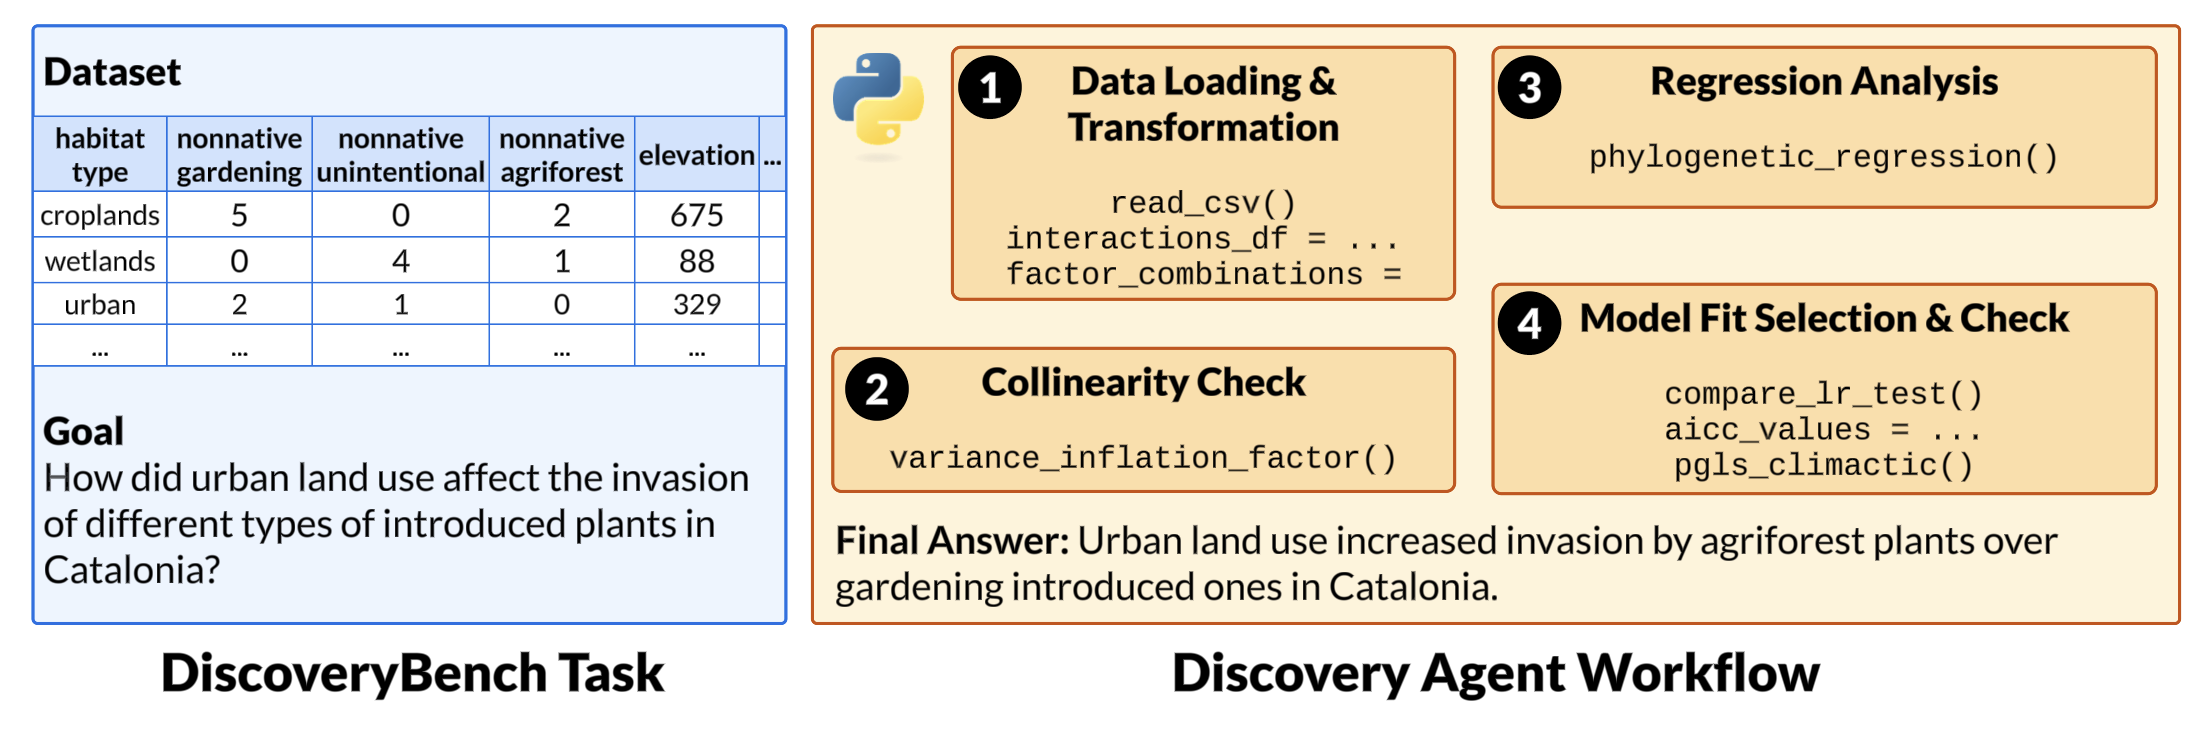 Dataset
habitat type | nonnative gardening | nonnative unintentional | nonnative agriforest | elevation | ...
croplands | 5 | 0 | 2 | 675
wetlands | 0 | 4 | 1 | 88
urban | 2 | 1 | 0 | 329
... | ... | ... | ... | ...
Goal
How did urban land use affect the invasion
of different types of introduced plants in
Catalonia?
DiscoveryBench Task
1 Data Loading &
Transformation
read_csv()
interactions_df = ...
factor_combinations =
2 Collinearity Check
variance_inflation_factor()
3 Regression Analysis
phylogenetic_regression()
4 Model Fit Selection & Check
compare_lr_test()
aicc_values = ...
pgls_climactic()
Final Answer: Urban land use increased invasion by agriforest plants over
gardening introduced ones in Catalonia.
Discovery Agent Workflow